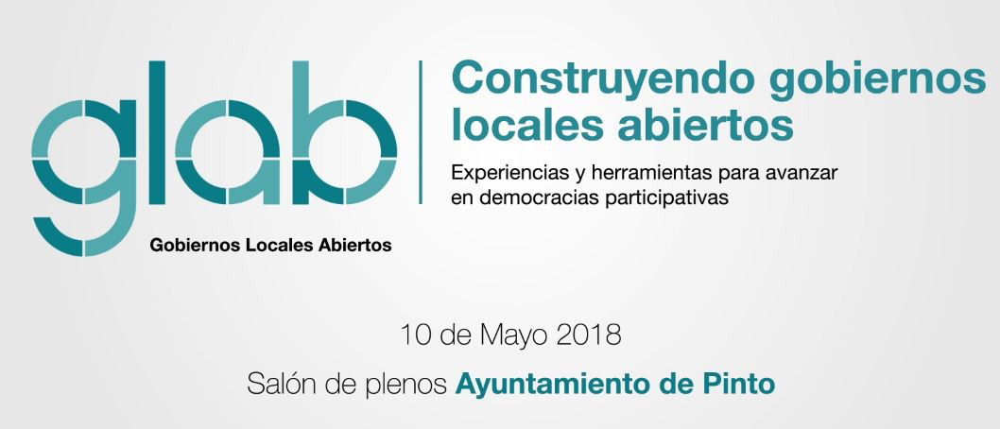 glab
Gobiernos Locales Abiertos
Construyendo gobiernos
locales abiertos
Experiencias y herramientas para avanzar
en democracias participativas
10 de Mayo 2018
Salón de plenos Ayuntamiento de Pinto